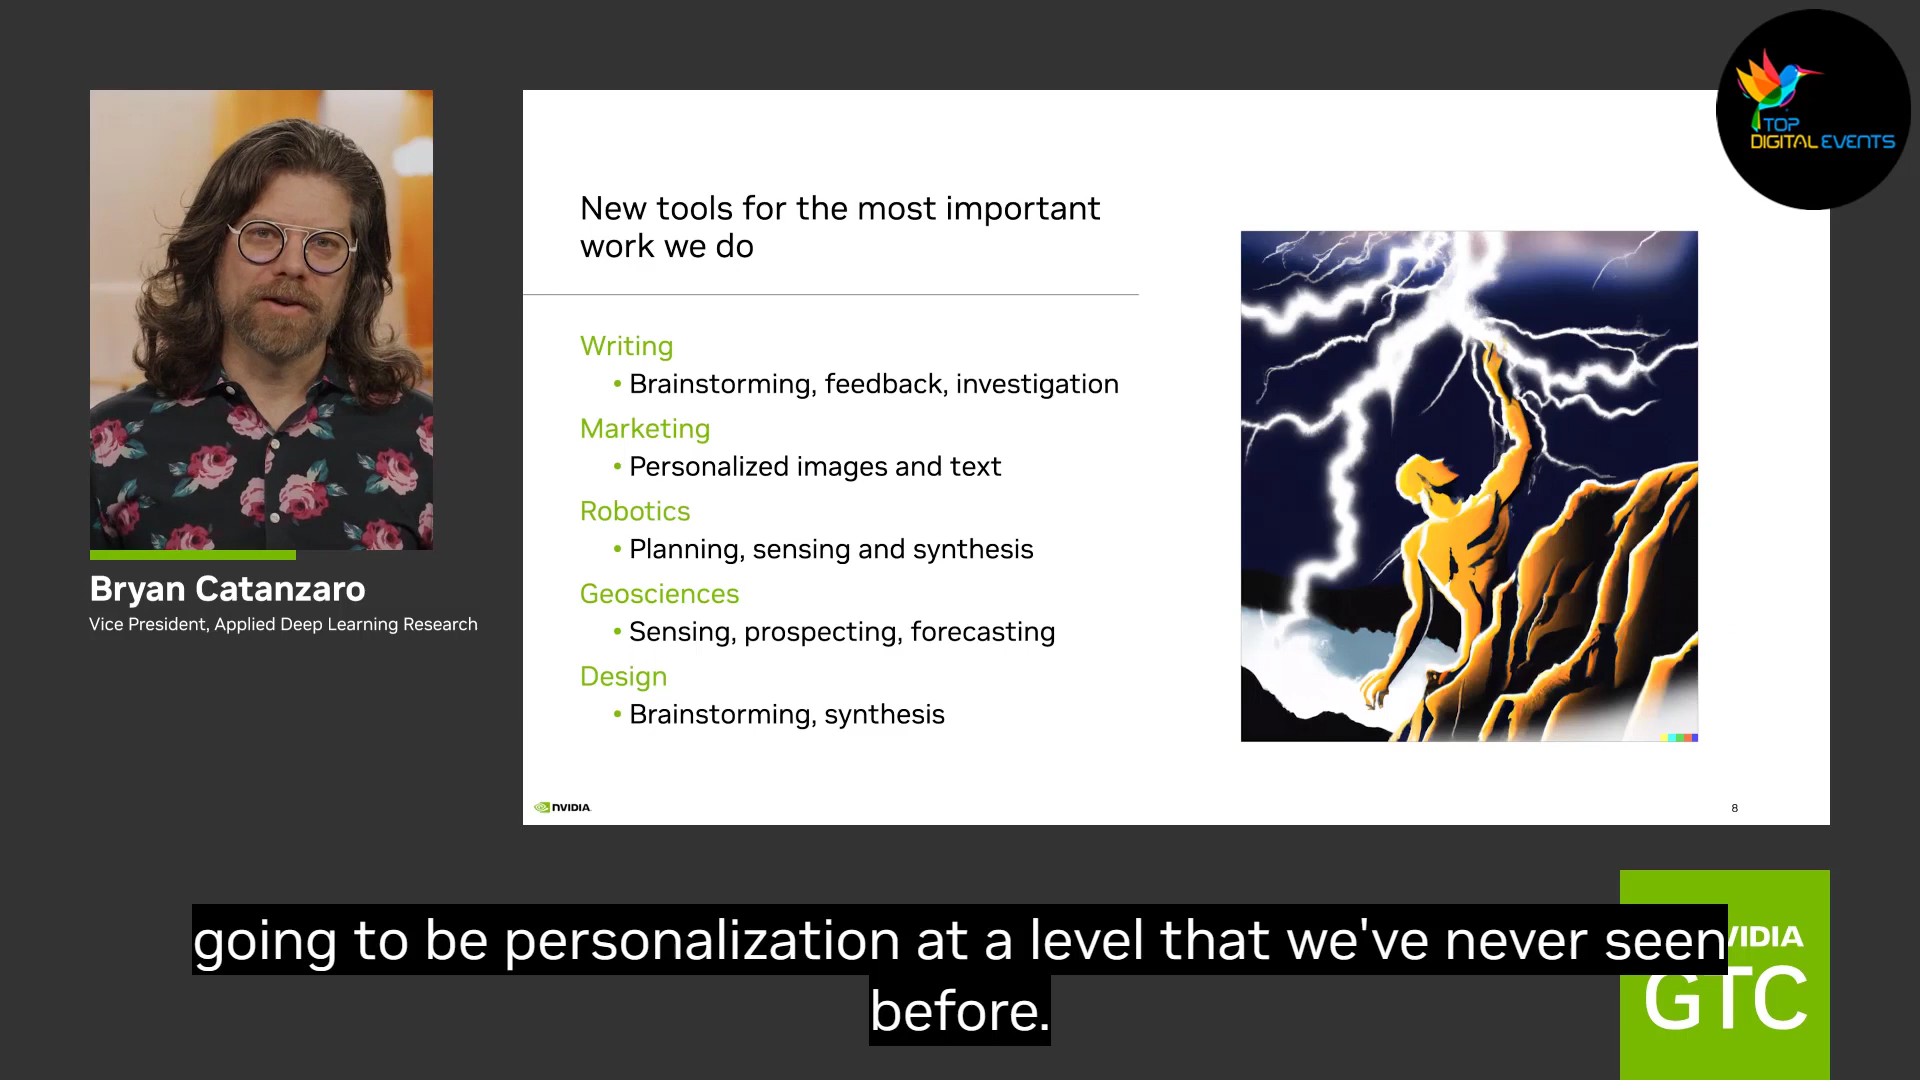 TOP
DIGITAL EVENTS
New tools for the most important
work we do
Writing
• Brainstorming, feedback, investigation
Marketing
• Personalized images and text
Robotics
• Planning, sensing and synthesis
Geosciences
• Sensing, prospecting, forecasting
Design
• Brainstorming, synthesis
NVIDIA
8
Bryan Catanzaro
Vice President, Applied Deep Learning Research
going to be personalization at a level that we've never seen
before.
VIDIA
GTC